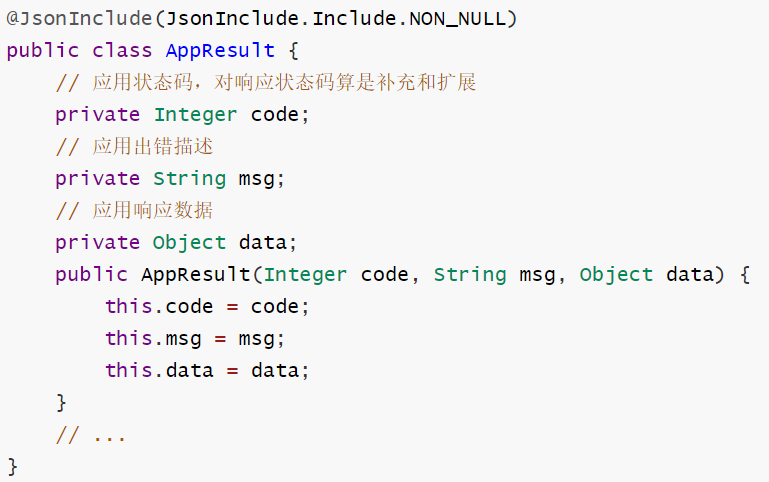 @JsonInclude(JsonInclude.Include.NON_NULL)
public class AppResult {
    // 应用状态码，对响应状态码算是补充和扩展
    private Integer code;
    // 应用出错描述
    private String msg;
    // 应用响应数据
    private Object data;
    public AppResult(Integer code, String msg, Object data) {
        this.code = code;
        this.msg = msg;
        this.data = data;
    }
    // ...
}